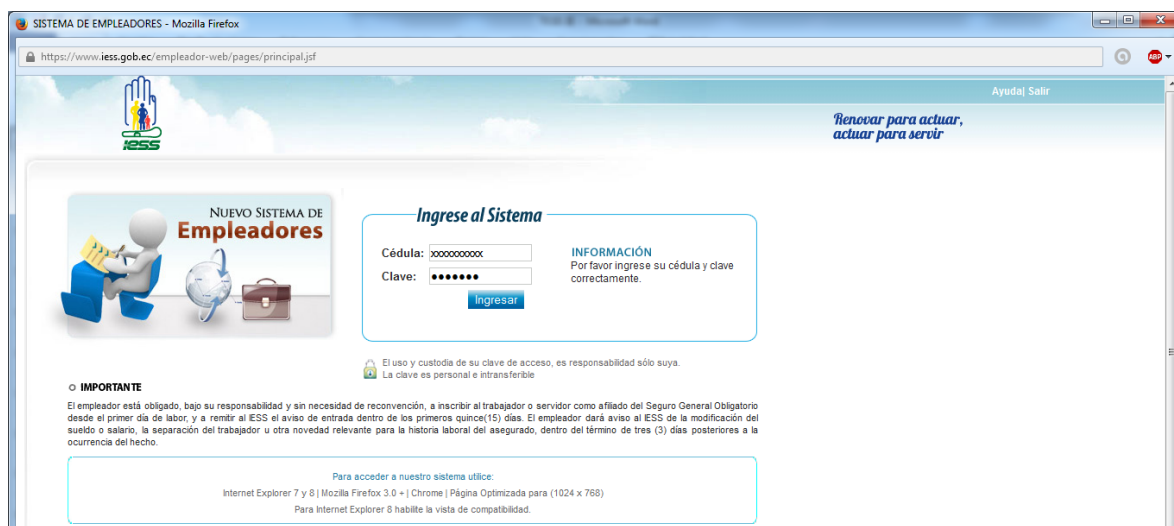 SISTEMA DE EMPLEADORES - Mozilla Firefox
https://www.iess.gob.ec/empleador-web/pages/principal.jsf
ABP
Ayuda| Salir
iess
Renovar para actuar,
actuar para servir
NUEVO SISTEMA DE
Empleadores
Ingrese al Sistema
Cédula: xxxxxxxxxx
Clave: ●●●●●●●
Ingresar
INFORMACIÓN
Por favor ingrese su cédula y clave
correctamente.
El uso y custodia de su clave de acceso, es responsabilidad sólo suya.
La clave es personal e intransferible
IMPORTANTE
El empleador está obligado, bajo su responsabilidad y sin necesidad de reconvención, a inscribir al trabajador o servidor como afiliado del Seguro General Obligatorio
desde el primer día de labor, y a remitir al IESS el aviso de entrada dentro de los primeros quince(15) días. El empleador dará aviso al IESS de la modificación del
sueldo o salario, la separación del trabajador u otra novedad relevante para la historia laboral del asegurado, dentro del término de tres (3) días posteriores a la
ocurrencia del hecho.
Para acceder a nuestro sistema utilice:
Internet Explorer 7 y 8 | Mozilla Firefox 3.0 + | Chrome | Página Optimizada para (1024 x 768)
Para Internet Explorer 8 habilite la vista de compatibilidad.